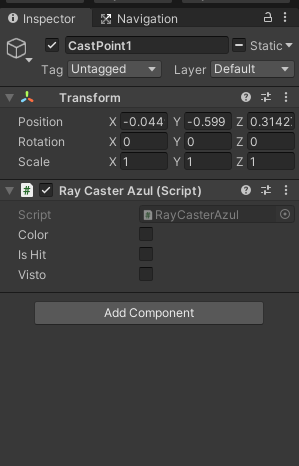 Inspector Navigation
CastPoint1 Static
Tag Untagged Layer Default
Transform
Position X -0.044 Y -0.599 Z 0.3142
Rotation X 0 Y 0 Z 0
Scale X 1 Y 1 Z 1
# Ray Caster Azul (Script)
Script # RayCasterAzul
Color
Is Hit
Visto
Add Component